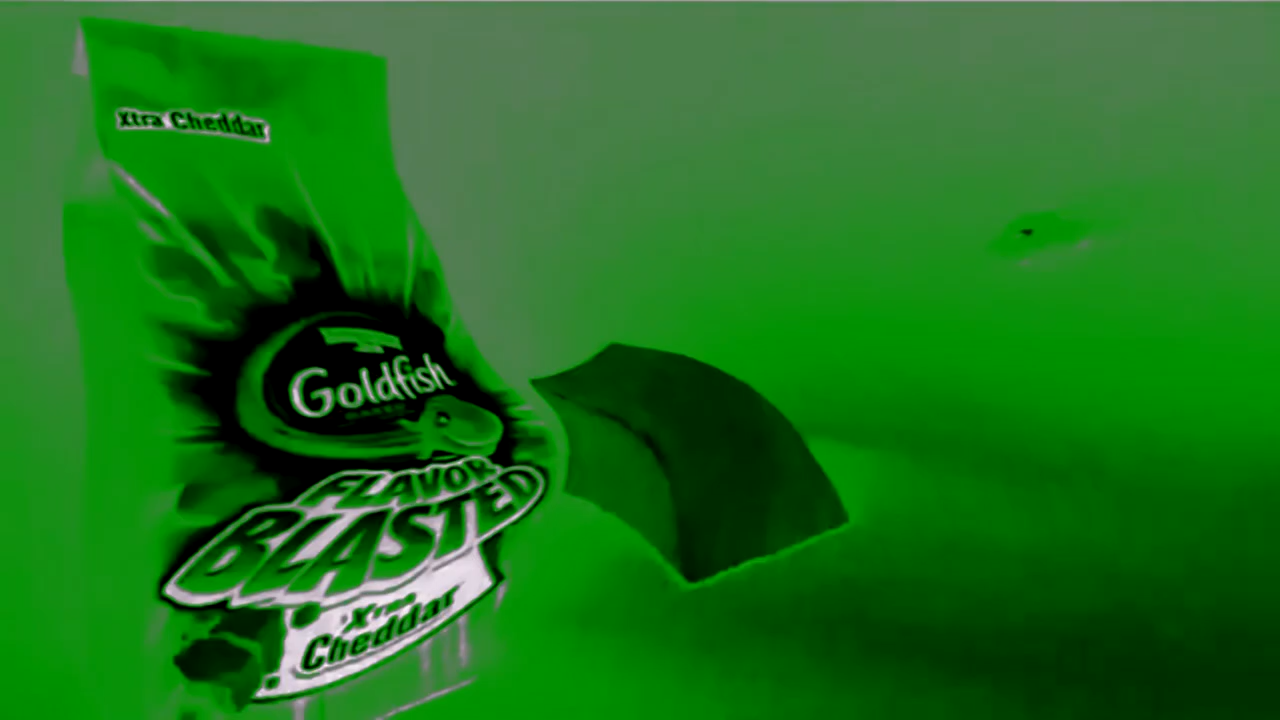 Xtra Cheddar
Goldfish
FLAVOR
BLASTED
Xtra
Cheddar